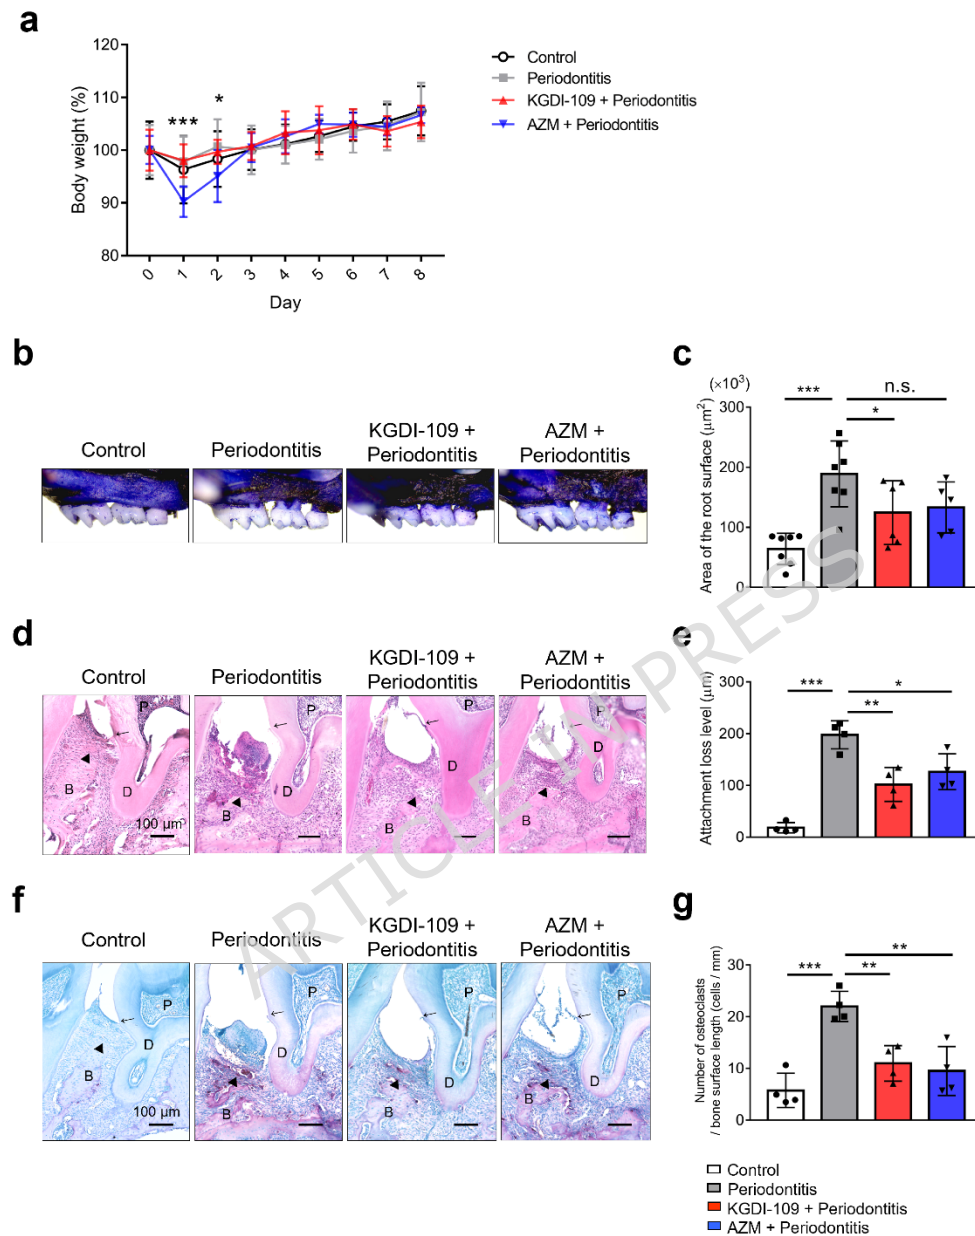 a
120
110
100
90
80
Body weight (%)
***
*
0 1 2 3 4 5 6 7 8
Day
Control
Periodontitis
KGDI-109 + Periodontitis
AZM + Periodontitis
b
Control
Periodontitis
KGDI-109 +
Periodontitis
AZM +
Periodontitis
c
(×10³)
Area of the root surface (μm²)
300
200
100
0
***
*
n.s.
d
Control
Periodontitis
KGDI-109 +
Periodontitis
AZM +
Periodontitis
P
B
100 μm
B
D
P
D
B
P
D
B
e
Attachment loss level (μm)
300
200
100
0
***
**
*
f
Control
Periodontitis
KGDI-109 +
Periodontitis
AZM +
Periodontitis
P
D
B
100 μm
D
B
P
D
B
P
B
g
Number of osteoclasts
/ bone surface length (cells / mm)
30
20
10
0
***
**
**
Control
Periodontitis
KGDI-109 + Periodontitis
AZM + Periodontitis
ARTICLE IN PRESS